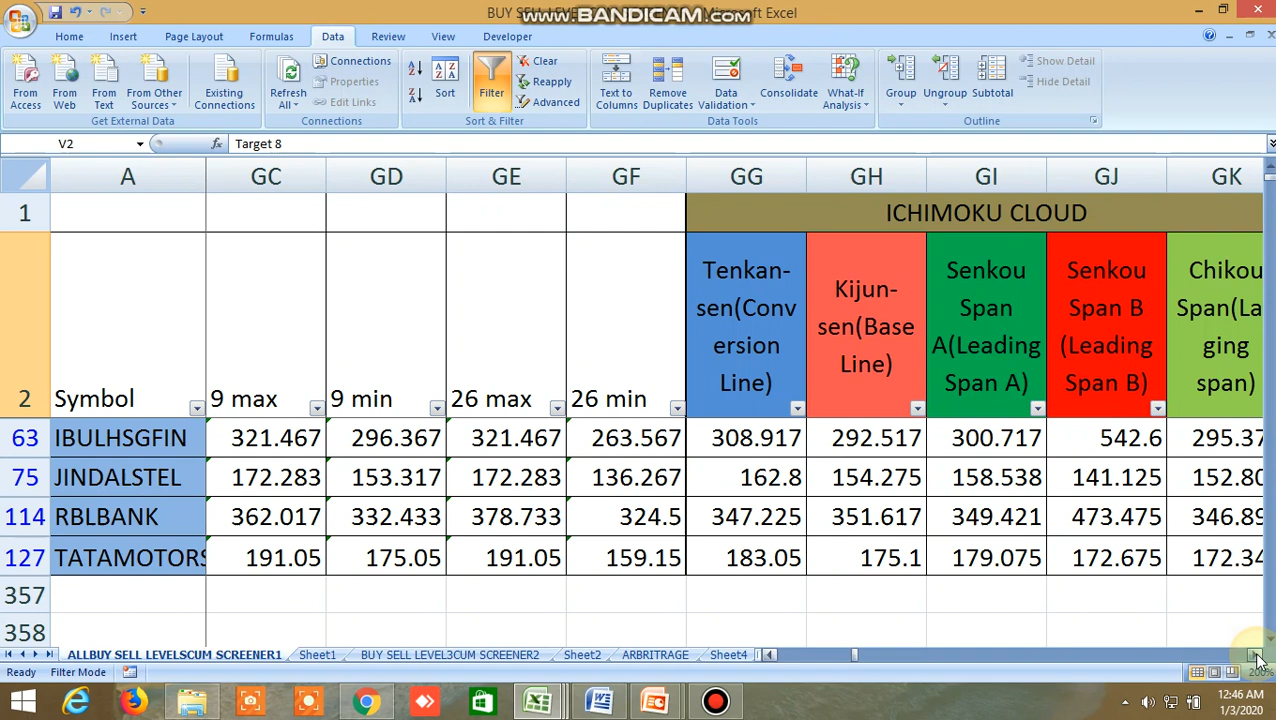 BUY SELL LEVEL
Microsoft Excel
www.BANDICAM.com
Home Insert Page Layout Formulas Data Review View Developer
From Access
From Web
From Text
From Other Sources
Existing Connections
Get External Data
Refresh All
Connections
Properties
Edit Links
Connections
Sort
Filter
Clear
Reapply
Advanced
Sort & Filter
Text to Columns
Remove Duplicates
Data Validation
Consolidate
What-If Analysis
Data Tools
Group
Ungroup
Subtotal
Show Detail
Hide Detail
Outline
V2 fx Target 8
A GC GD GE GF GG GH GI GJ GK
1 ICHIMOKU CLOUD
2 Symbol 9 max 9 min 26 max 26 min
Tenkan-
sen(Conv
ersion
Line)
Kijun-
sen(Base
Line)
Senkou
Span
A(Leading
Span A)
Senkou
Span B
(Leading
Span B)
Chikou
Span(La
ging
span)
63 IBULHSGFIN 321.467 296.367 321.467 263.567 308.917 292.517 300.717 542.6 295.37
75 JINDALSTEL 172.283 153.317 172.283 136.267 162.8 154.275 158.538 141.125 152.80
114 RBLBANK 362.017 332.433 378.733 324.5 347.225 351.617 349.421 473.475 346.89
127 TATAMOTORS 191.05 175.05 191.05 159.15 183.05 175.1 179.075 172.675 172.34
357
358
ALLBUY SELL LEVELSCUM SCREENER1 Sheet1 BUY SELL LEVEL3CUM SCREENER2 Sheet2 ARBRITRAGE Sheet4
Ready Filter Mode 200%
12:46 AM
1/3/2020